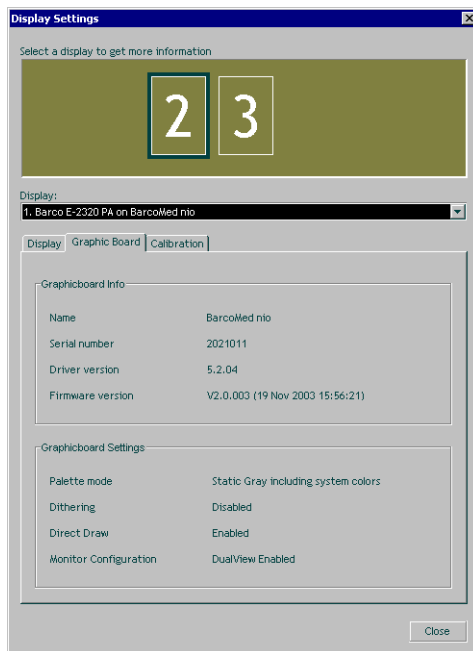 Display Settings
Select a display to get more information
2 3
Display:
1. Barco E-2320 PA on BarcoMed nio
Display Graphic Board Calibration
Graphicboard Info
Name BarcoMed nio
Serial number 2021011
Driver version 5.2.04
Firmware version V2.0.003 (19 Nov 2003 15:56:21)
Graphicboard Settings
Palette mode Static Gray including system colors
Dithering Disabled
Direct Draw Enabled
Monitor Configuration DualView Enabled
Close